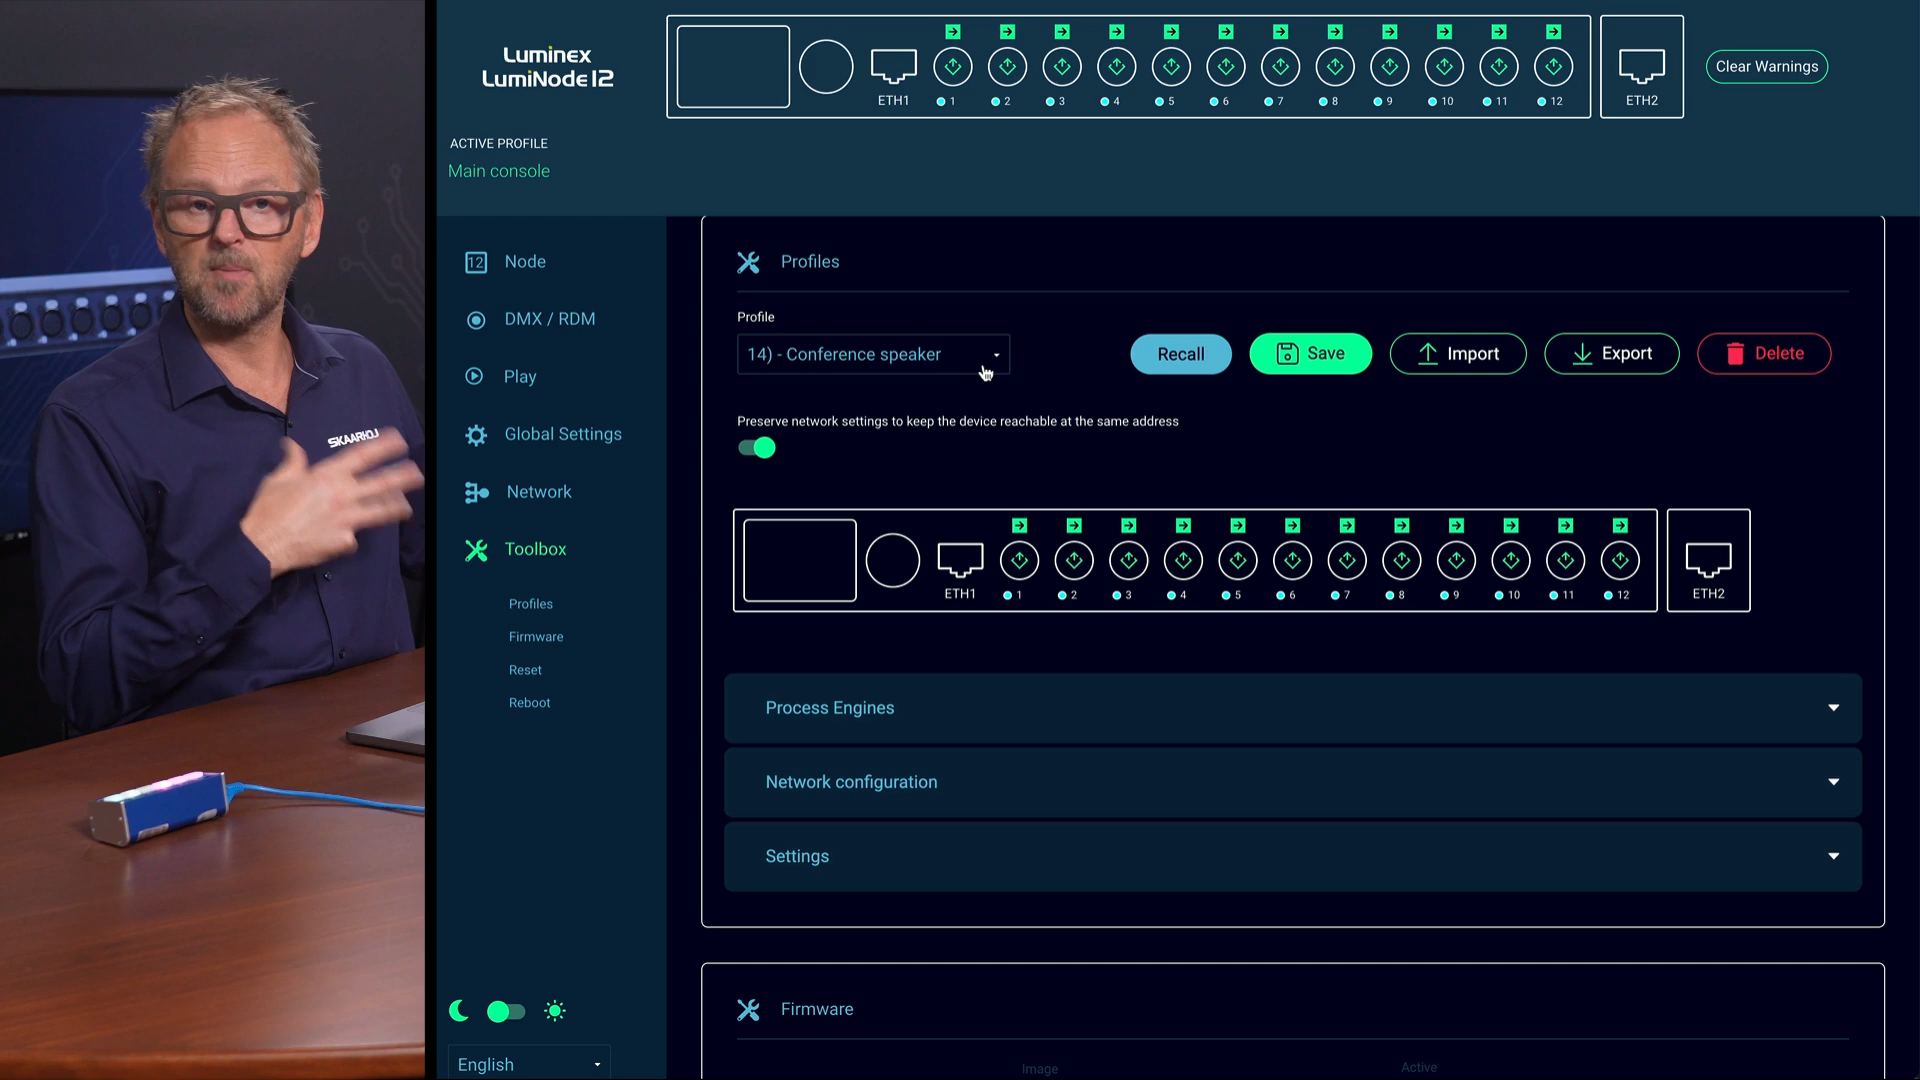 Luminex
LumiNode12
ETH1
1
2
3
4
5
6
7
8
9
10
11
12
ETH2
Clear Warnings
ACTIVE PROFILE
Main console
12 Node
DMX / RDM
Play
Global Settings
Network
Toolbox
Profiles
Firmware
Reset
Reboot
English
Profiles
Profile
14) - Conference speaker
Recall
Save
Import
Export
Delete
Preserve network settings to keep the device reachable at the same address
ETH1
1
2
3
4
5
6
7
8
9
10
11
12
ETH2
Process Engines
Network configuration
Settings
Firmware
Image
Active
SKAARHOJ